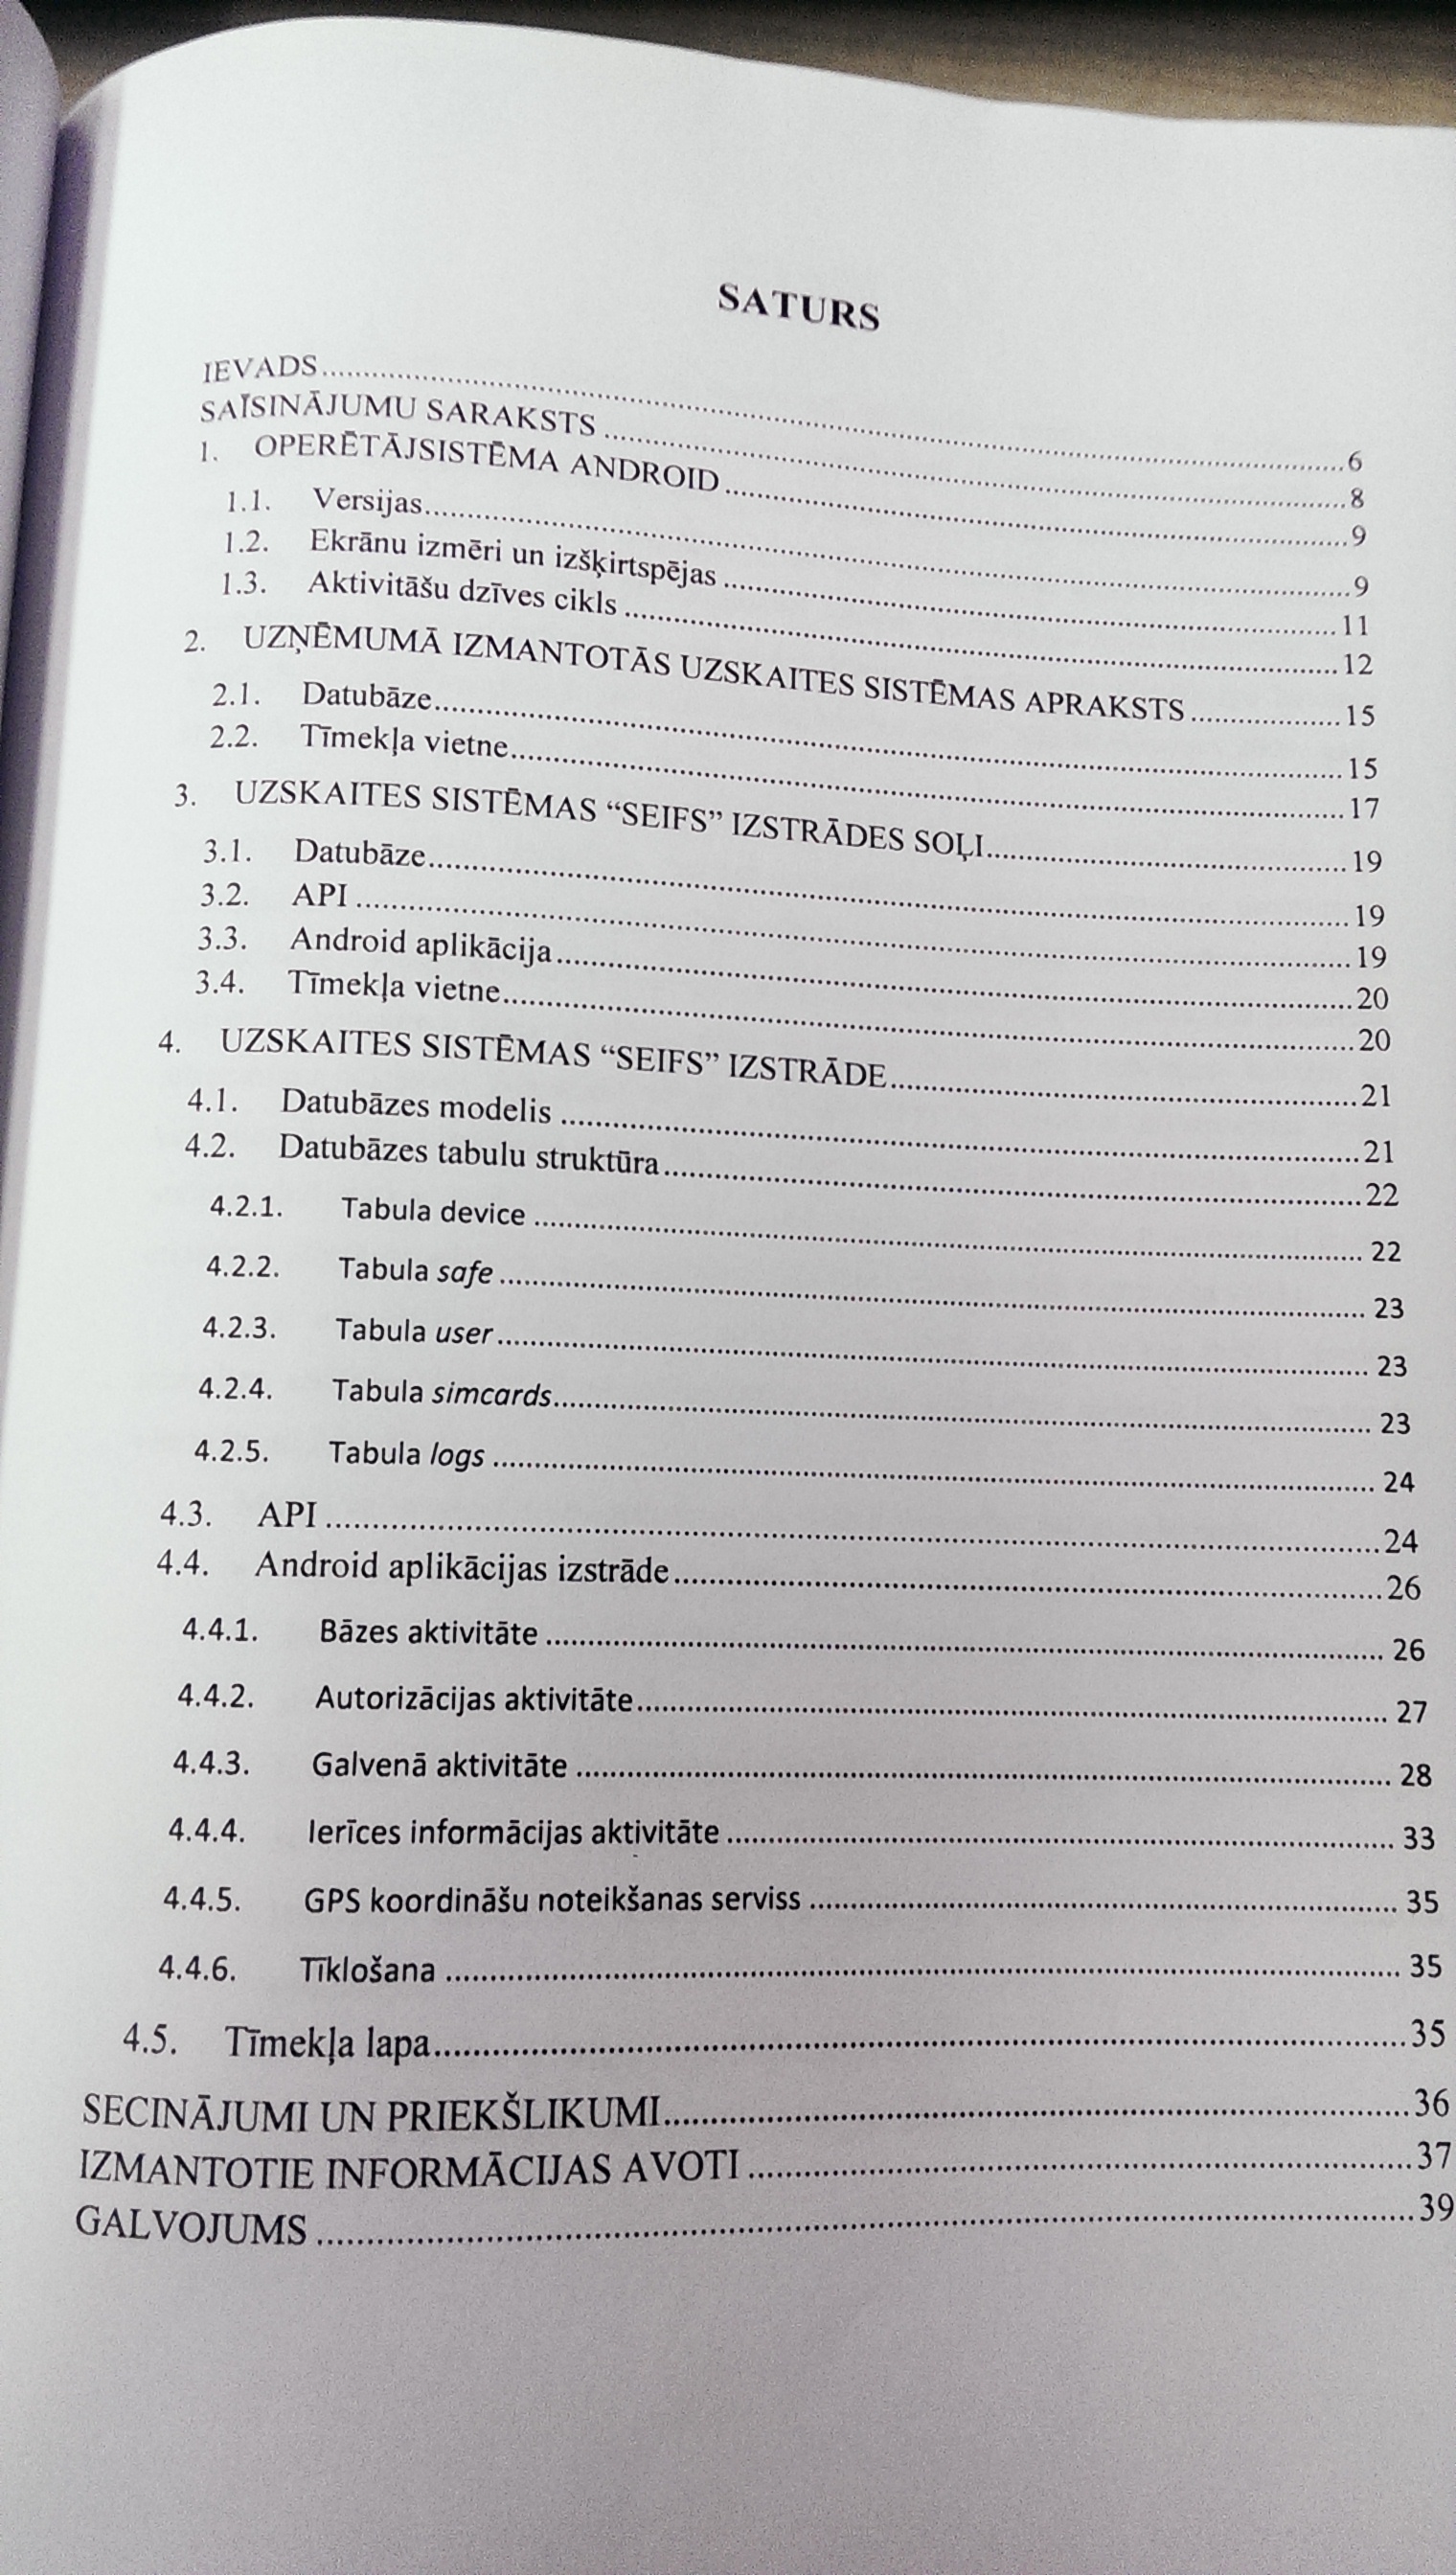 SATURS
IEVADS.....6
SAĪSINĀJUMU SARAKSTS.....8
1. OPERĒTĀJSISTĒMA ANDROID.....9
1.1. Versijas.....9
1.2. Ekrānu izmēri un izšķirtspējas.....11
1.3. Aktivitāšu dzīves cikls.....12
2. UZŅĒMUMĀ IZMANTOTĀS UZSKAITES SISTĒMAS APRAKSTS.....15
2.1. Datubāze.....15
2.2. Tīmekļa vietne.....17
3. UZSKAITES SISTĒMAS “SEIFS” IZSTRĀDES SOĻI.....19
3.1. Datubāze.....19
3.2. API.....19
3.3. Android aplikācija.....20
3.4. Tīmekļa vietne.....20
4. UZSKAITES SISTĒMAS “SEIFS” IZSTRĀDE.....21
4.1. Datubāzes modelis.....21
4.2. Datubāzes tabulu struktūra.....22
4.2.1. Tabula device.....22
4.2.2. Tabula safe.....23
4.2.3. Tabula user.....23
4.2.4. Tabula simcards.....23
4.2.5. Tabula logs.....24
4.3. API.....24
4.4. Android aplikācijas izstrāde.....26
4.4.1. Bāzes aktivitāte.....26
4.4.2. Autorizācijas aktivitāte.....27
4.4.3. Galvenā aktivitāte.....28
4.4.4. Ierīces informācijas aktivitāte.....33
4.4.5. GPS koordināšu noteikšanas serviss.....35
4.4.6. Tīklošana.....35
4.5. Tīmekļa lapa.....35
SECINĀJUMI UN PRIEKŠLIKUMI.....36
IZMANTOTIE INFORMĀCIJAS AVOTI.....37
GALVOJUMS.....39